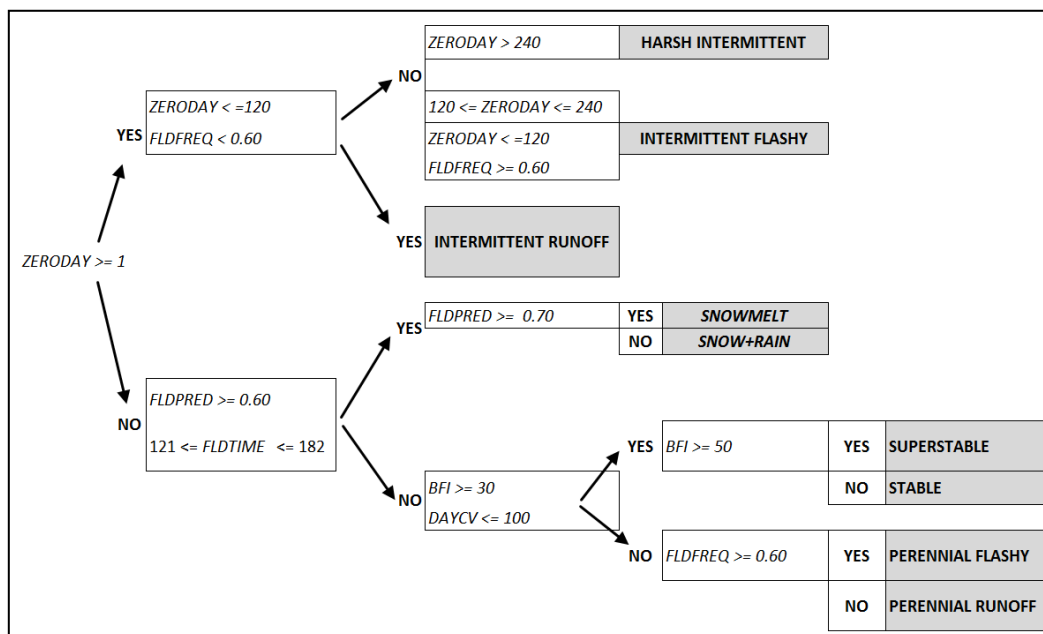 ZERODAY > 240 HARSH INTERMITTENT
NO
ZERODAY < =120
120 <= ZERODAY <= 240
YES
FLDFREQ < 0.60
ZERODAY < =120 INTERMITTENT FLASHY
FLDFREQ >= 0.60
YES INTERMITTENT RUNOFF
ZERODAY >= 1
FLDPRED >= 0.70 YES SNOWMELT
YES
NO SNOW+RAIN
FLDPRED >= 0.60
NO
121 <= FLDTIME <= 182
YES BFI >= 50 YES SUPERSTABLE
NO STABLE
NO
BFI >= 30
DAYCV <= 100
NO FLDFREQ >= 0.60 YES PERENNIAL FLASHY
NO PERENNIAL RUNOFF